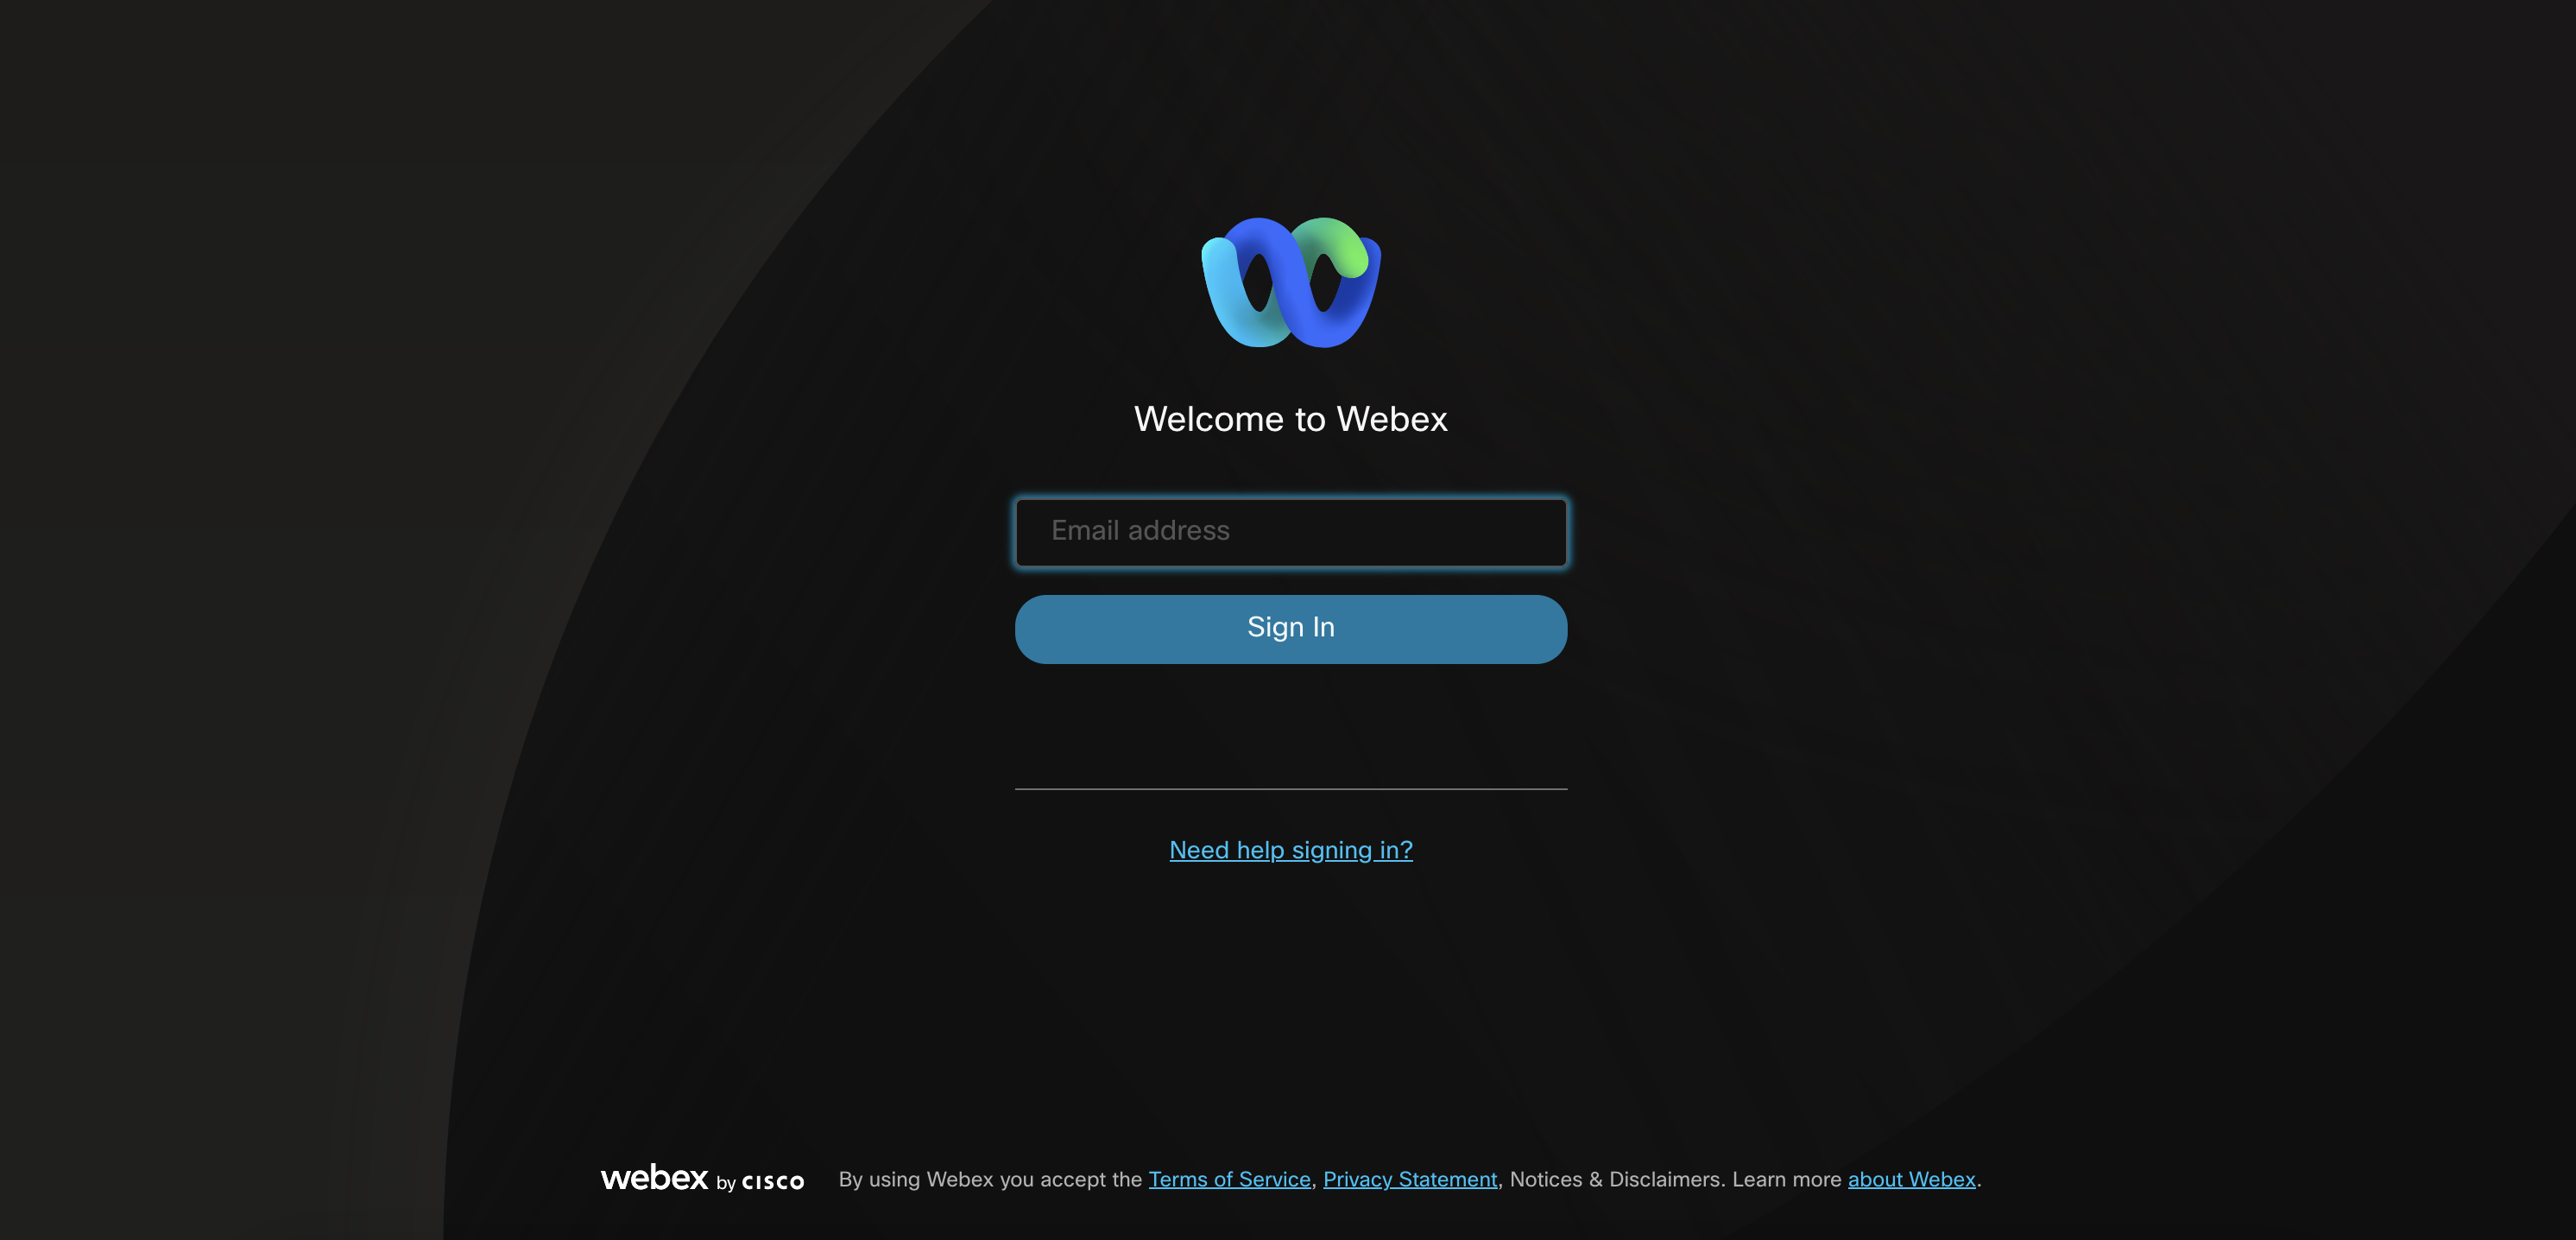 Welcome to Webex
Email address
Sign In
Need help signing in?
webex by CISCO
By using Webex you accept the Terms of Service, Privacy Statement, Notices & Disclaimers. Learn more about Webex.